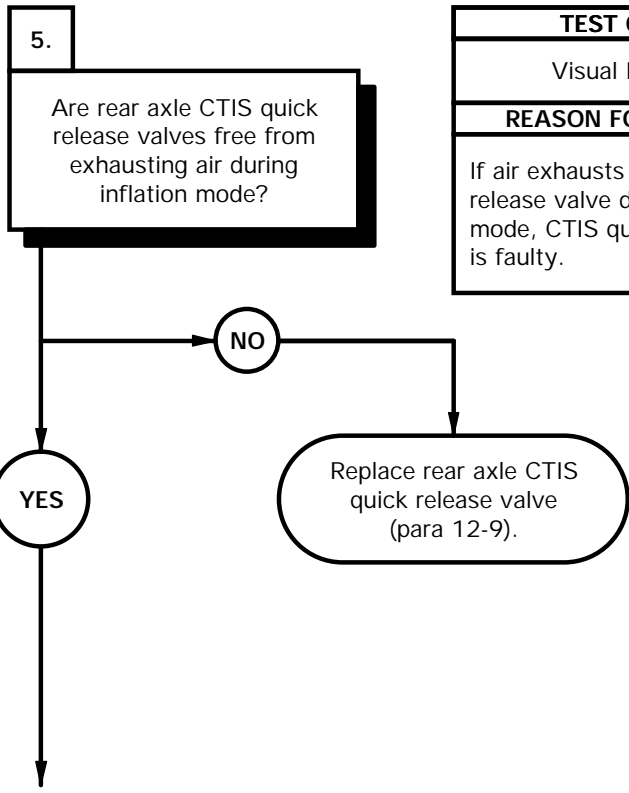 5.
Are rear axle CTIS quick
release valves free from
exhausting air during
inflation mode?
TEST
Visual
REASON
If air exhausts
release valve
mode, CTIS
is faulty.
NO
YES
Replace rear axle CTIS
quick release valve
(para 12-9).